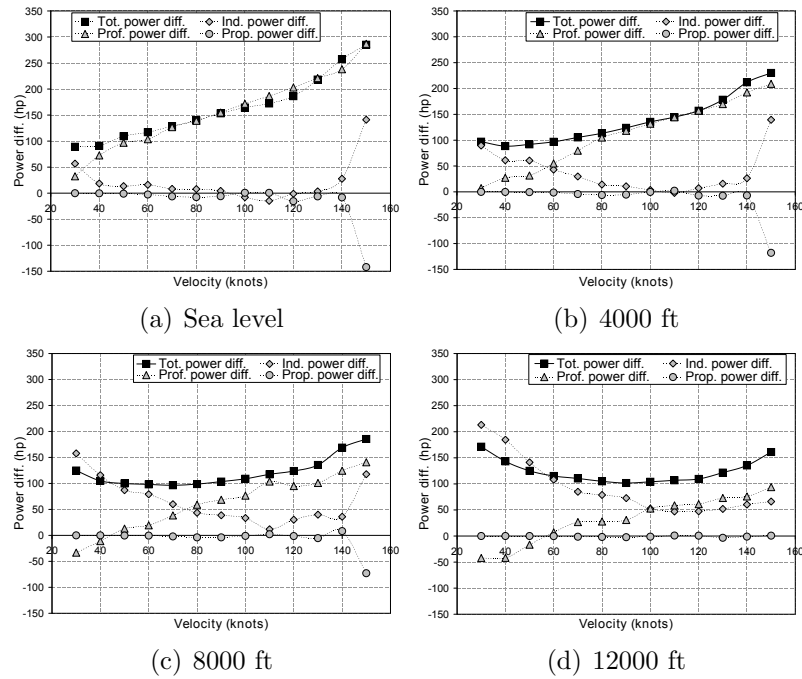 350
300
250
200
150
100
50
0
-50
-100
-150
20 40 60 80 100 120 140 160
Power diff. (hp)
Velocity (knots)
Tot. power diff. Ind. power diff.
Prof. power diff. Prop. power diff.
(a) Sea level
350
300
250
200
150
100
50
0
-50
-100
-150
20 40 60 80 100 120 140 160
Power diff. (hp)
Velocity (knots)
Tot. power diff. Ind. power diff.
Prof. power diff. Prop. power diff.
(b) 4000 ft
350
300
250
200
150
100
50
0
-50
-100
-150
20 40 60 80 100 120 140 160
Power diff. (hp)
Velocity (knots)
Tot. power diff. Ind. power diff.
Prof. power diff. Prop. power diff.
(c) 8000 ft
350
300
250
200
150
100
50
0
-50
-100
-150
20 40 60 80 100 120 140 160
Power diff. (hp)
Velocity (knots)
Tot. power diff. Ind. power diff.
Prof. power diff. Prop. power diff.
(d) 12000 ft